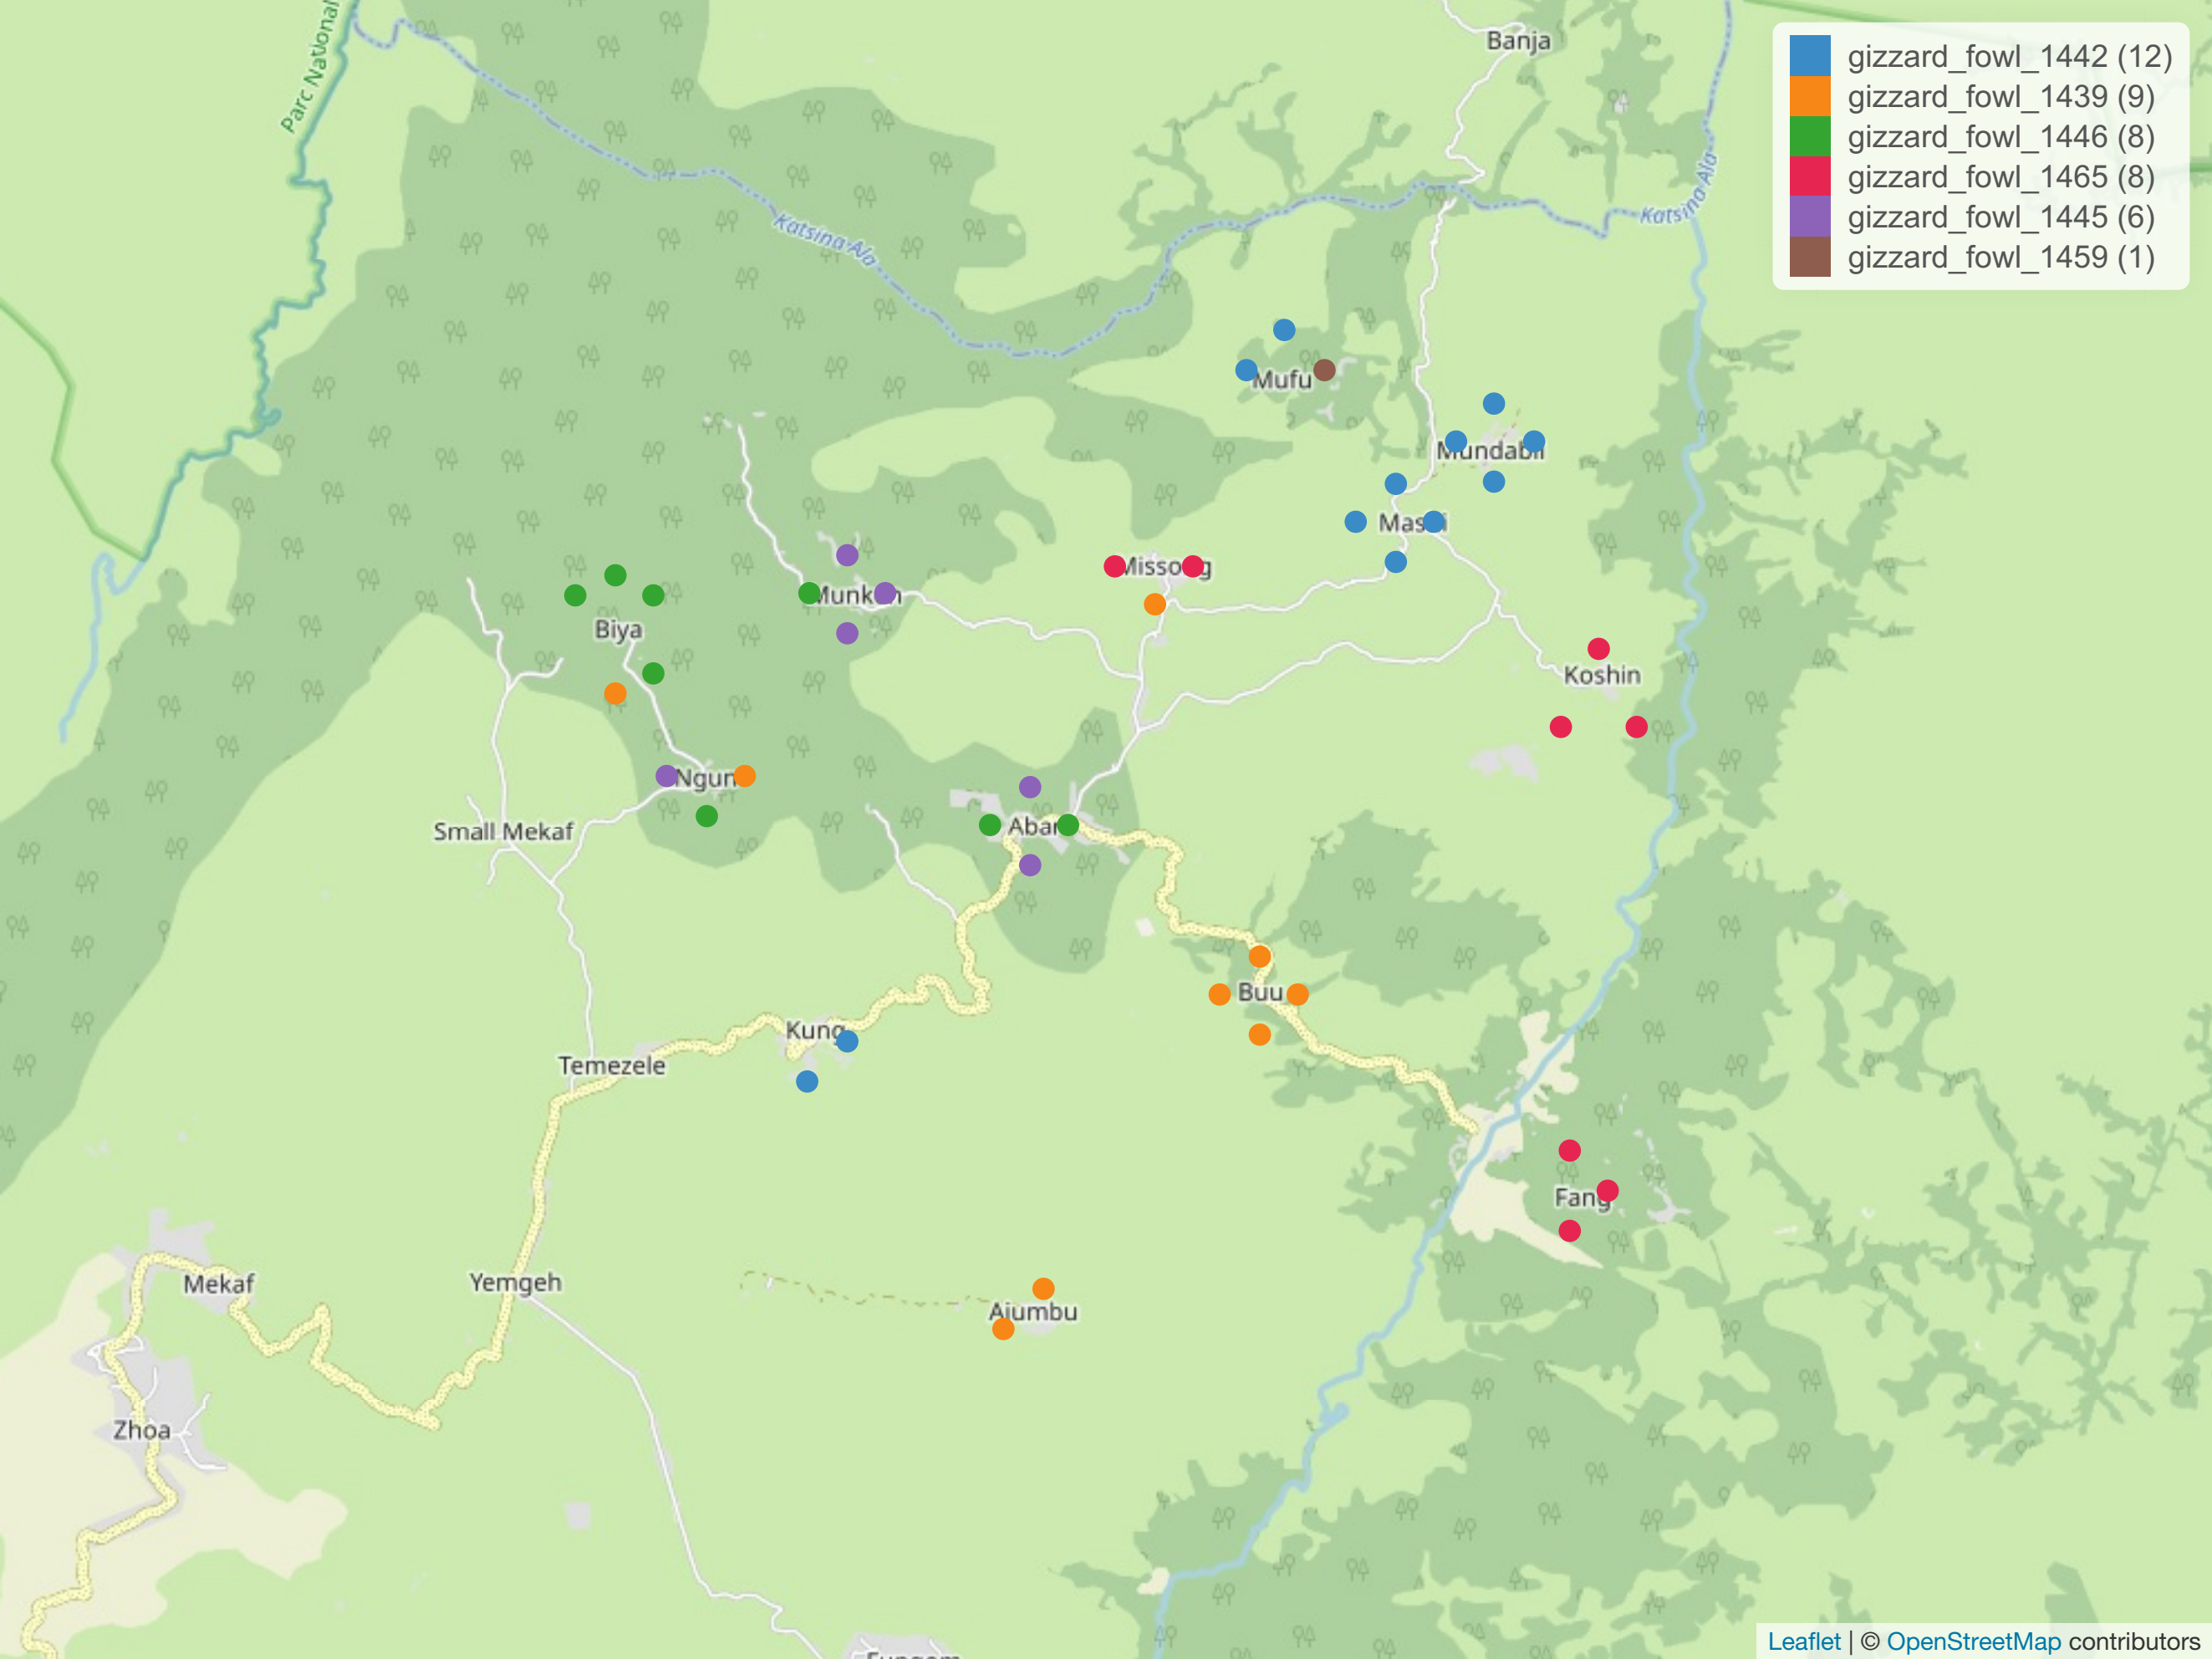 Parc National
Banja
gizzard_fowl_1442 (12)
gizzard_fowl_1439 (9)
gizzard_fowl_1446 (8)
gizzard_fowl_1465 (8)
gizzard_fowl_1445 (6)
gizzard_fowl_1459 (1)
Katsina Ala
Katsina Ala
Mufu
Missong
Biya
Koshin
Small Mekaf
Buu
Kung
Temezele
Fang
Mekaf
Yemgeh
Zhoa
Leaflet | © OpenStreetMap contributors